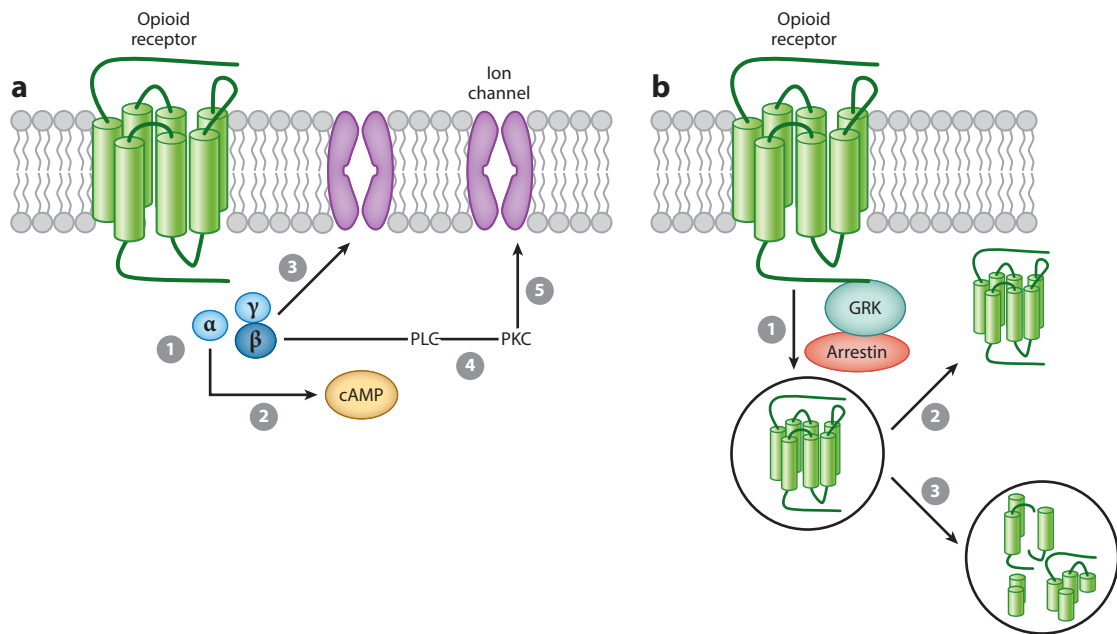 a
Opioid
receptor
Ion
channel
3
5
γ
α
β
1
PLC
PKC
4
2
cAMP
b
Opioid
receptor
GRK
1
Arrestin
2
3